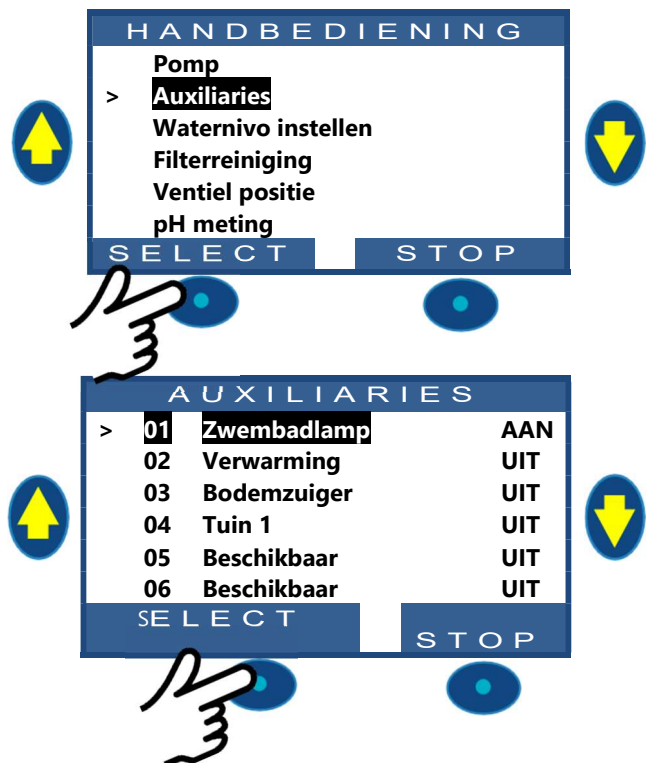 HANDBEDIENING
Pomp
> Auxiliaries
Waternivo instellen
Filterreiniging
Ventiel positie
pH meting
SELECT STOP
AUXILIARIES
> 01 Zwembadlamp AAN
02 Verwarming UIT
03 Bodemzuiger UIT
04 Tuin 1 UIT
05 Beschikbaar UIT
06 Beschikbaar UIT
SELECT STOP